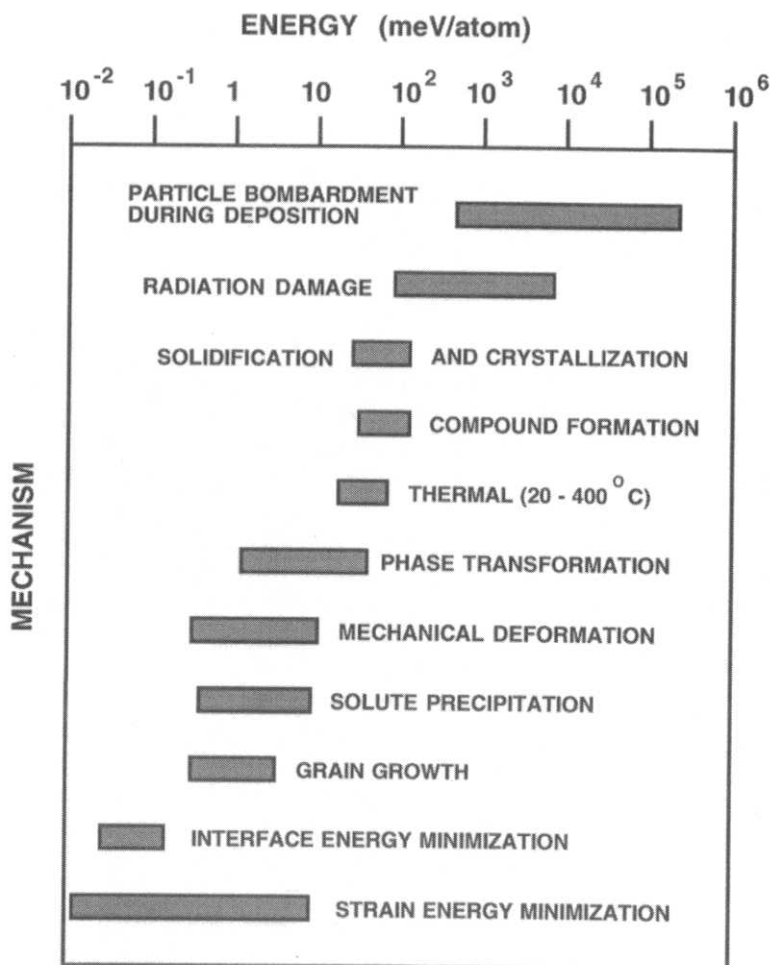 ENERGY (meV/atom)
10⁻² 10⁻¹ 1 10 10² 10³ 10⁴ 10⁵ 10⁶
PARTICLE BOMBARDMENT
DURING DEPOSITION
RADIATION DAMAGE
SOLIDIFICATION AND CRYSTALLIZATION
COMPOUND FORMATION
THERMAL (20 - 400 °C)
MECHANISM
PHASE TRANSFORMATION
MECHANICAL DEFORMATION
SOLUTE PRECIPITATION
GRAIN GROWTH
INTERFACE ENERGY MINIMIZATION
STRAIN ENERGY MINIMIZATION